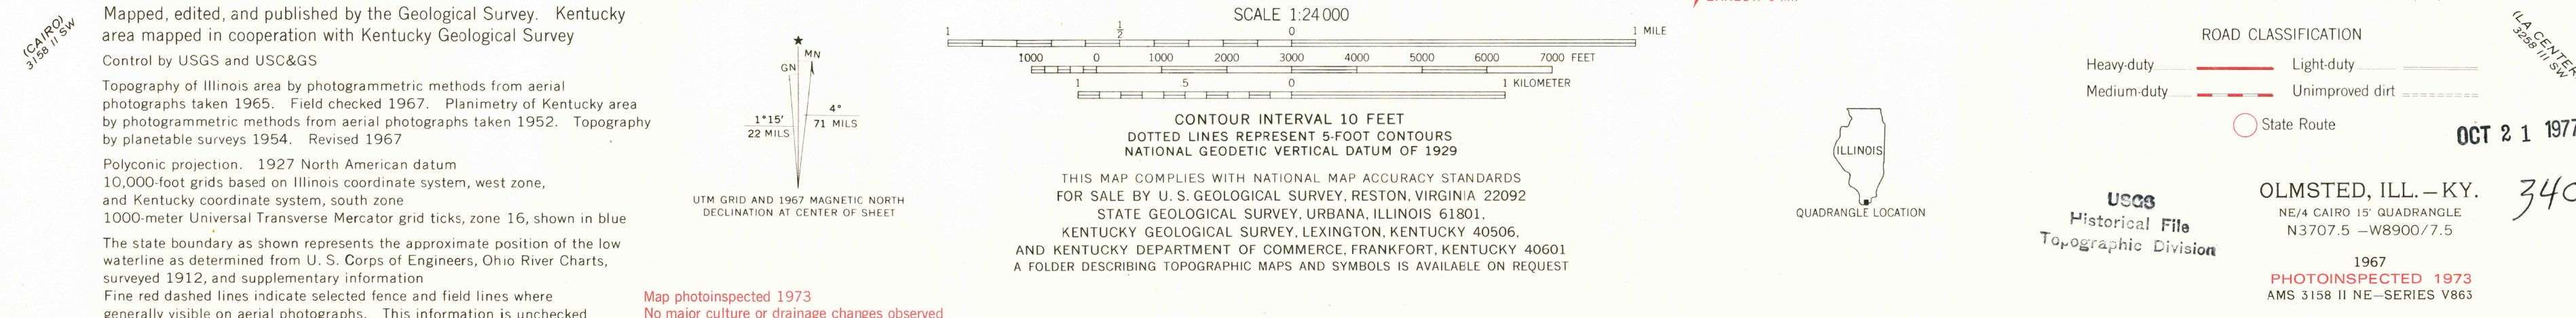 (CAIRO)
3158 II SW
Mapped, edited, and published by the Geological Survey. Kentucky
area mapped in cooperation with Kentucky Geological Survey
Control by USGS and USC&GS
Topography of Illinois area by photogrammetric methods from aerial
photographs taken 1965. Field checked 1967. Planimetry of Kentucky area
by photogrammetric methods from aerial photographs taken 1952. Topography
by planetable surveys 1954. Revised 1967
Polyconic projection. 1927 North American datum
10,000-foot grids based on Illinois coordinate system, west zone,
and Kentucky coordinate system, south zone
1000-meter Universal Transverse Mercator grid ticks, zone 16, shown in blue
The state boundary as shown represents the approximate position of the low
waterline as determined from U. S. Corps of Engineers, Ohio River Charts,
surveyed 1912, and supplementary information
Fine red dashed lines indicate selected fence and field lines where
generally visible on aerial photographs. This information is unchecked
Map photoinspected 1973
No major culture or drainage changes observed
MN
GN
1°15′
22 MILS
4°
71 MILS
UTM GRID AND 1967 MAGNETIC NORTH
DECLINATION AT CENTER OF SHEET
SCALE 1:24 000
1 1/2 0 1 MILE
1000 0 1000 2000 3000 4000 5000 6000 7000 FEET
1 .5 0 1 KILOMETER
CONTOUR INTERVAL 10 FEET
DOTTED LINES REPRESENT 5-FOOT CONTOURS
NATIONAL GEODETIC VERTICAL DATUM OF 1929
THIS MAP COMPLIES WITH NATIONAL MAP ACCURACY STANDARDS
FOR SALE BY U. S. GEOLOGICAL SURVEY, RESTON, VIRGINIA 22092
STATE GEOLOGICAL SURVEY, URBANA, ILLINOIS 61801,
KENTUCKY GEOLOGICAL SURVEY, LEXINGTON, KENTUCKY 40506,
AND KENTUCKY DEPARTMENT OF COMMERCE, FRANKFORT, KENTUCKY 40601
A FOLDER DESCRIBING TOPOGRAPHIC MAPS AND SYMBOLS IS AVAILABLE ON REQUEST
ILLINOIS
QUADRANGLE LOCATION
ROAD CLASSIFICATION
Heavy-duty Light-duty
Medium-duty Unimproved dirt
State Route
(LA CENTER)
3258 III SW
OCT 21 1977
USGS
Historical File
Topographic Division
OLMSTED, ILL.–KY.
NE/4 CAIRO 15′ QUADRANGLE
N3707.5–W8900/7.5
340
1967
PHOTOINSPECTED 1973
AMS 3158 II NE–SERIES V863